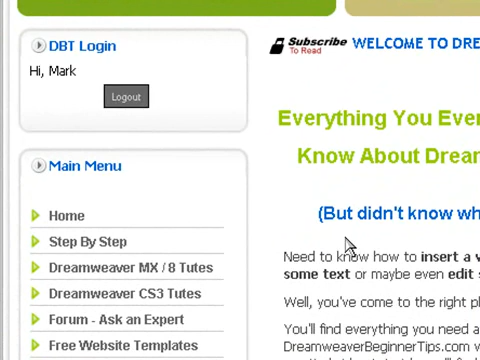 DBT Login
Hi, Mark
Logout
Main Menu
Home
Step By Step
Dreamweaver MX / 8 Tutes
Dreamweaver CS3 Tutes
Forum - Ask an Expert
Free Website Templates
Subscribe
To Read
WELCOME TO DRE
Everything You Ever
Know About Dream
(But didn't know wh
Need to know how to insert a v
some text or maybe even edit s
Well, you've come to the right pl
You'll find everything you need a
DreamweaverBeginnerTips.com v